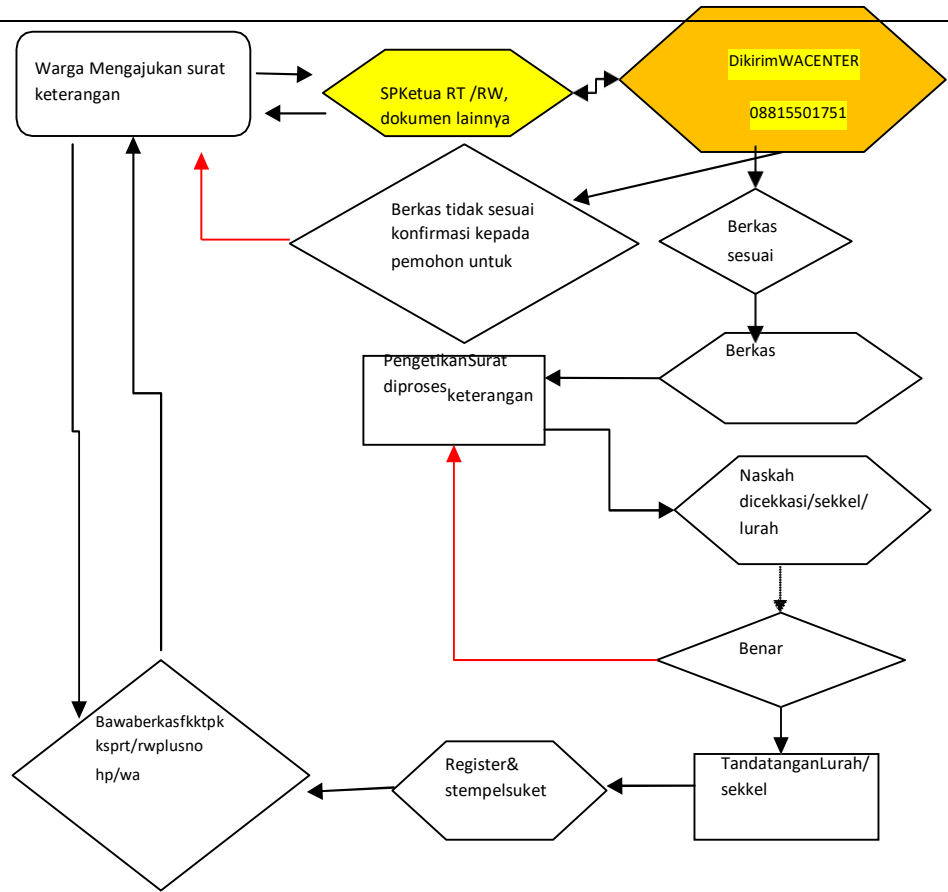 Warga Mengajukan surat
keterangan
SPKetua RT /RW,
dokumen lainnya
DikirimWACENTER
08815501751
Berkas tidak sesuai
konfirmasi kepada
pemohon untuk
Berkas
sesuai
Berkas
PengetikanSurat
diproses
keterangan
Naskah
dicekkasi/sekkel/
lurah
Benar
Bawaberkasfkktpk
ksprt/rwplusno
hp/wa
Register&
stempelsuket
TandatanganLurah/
sekkel